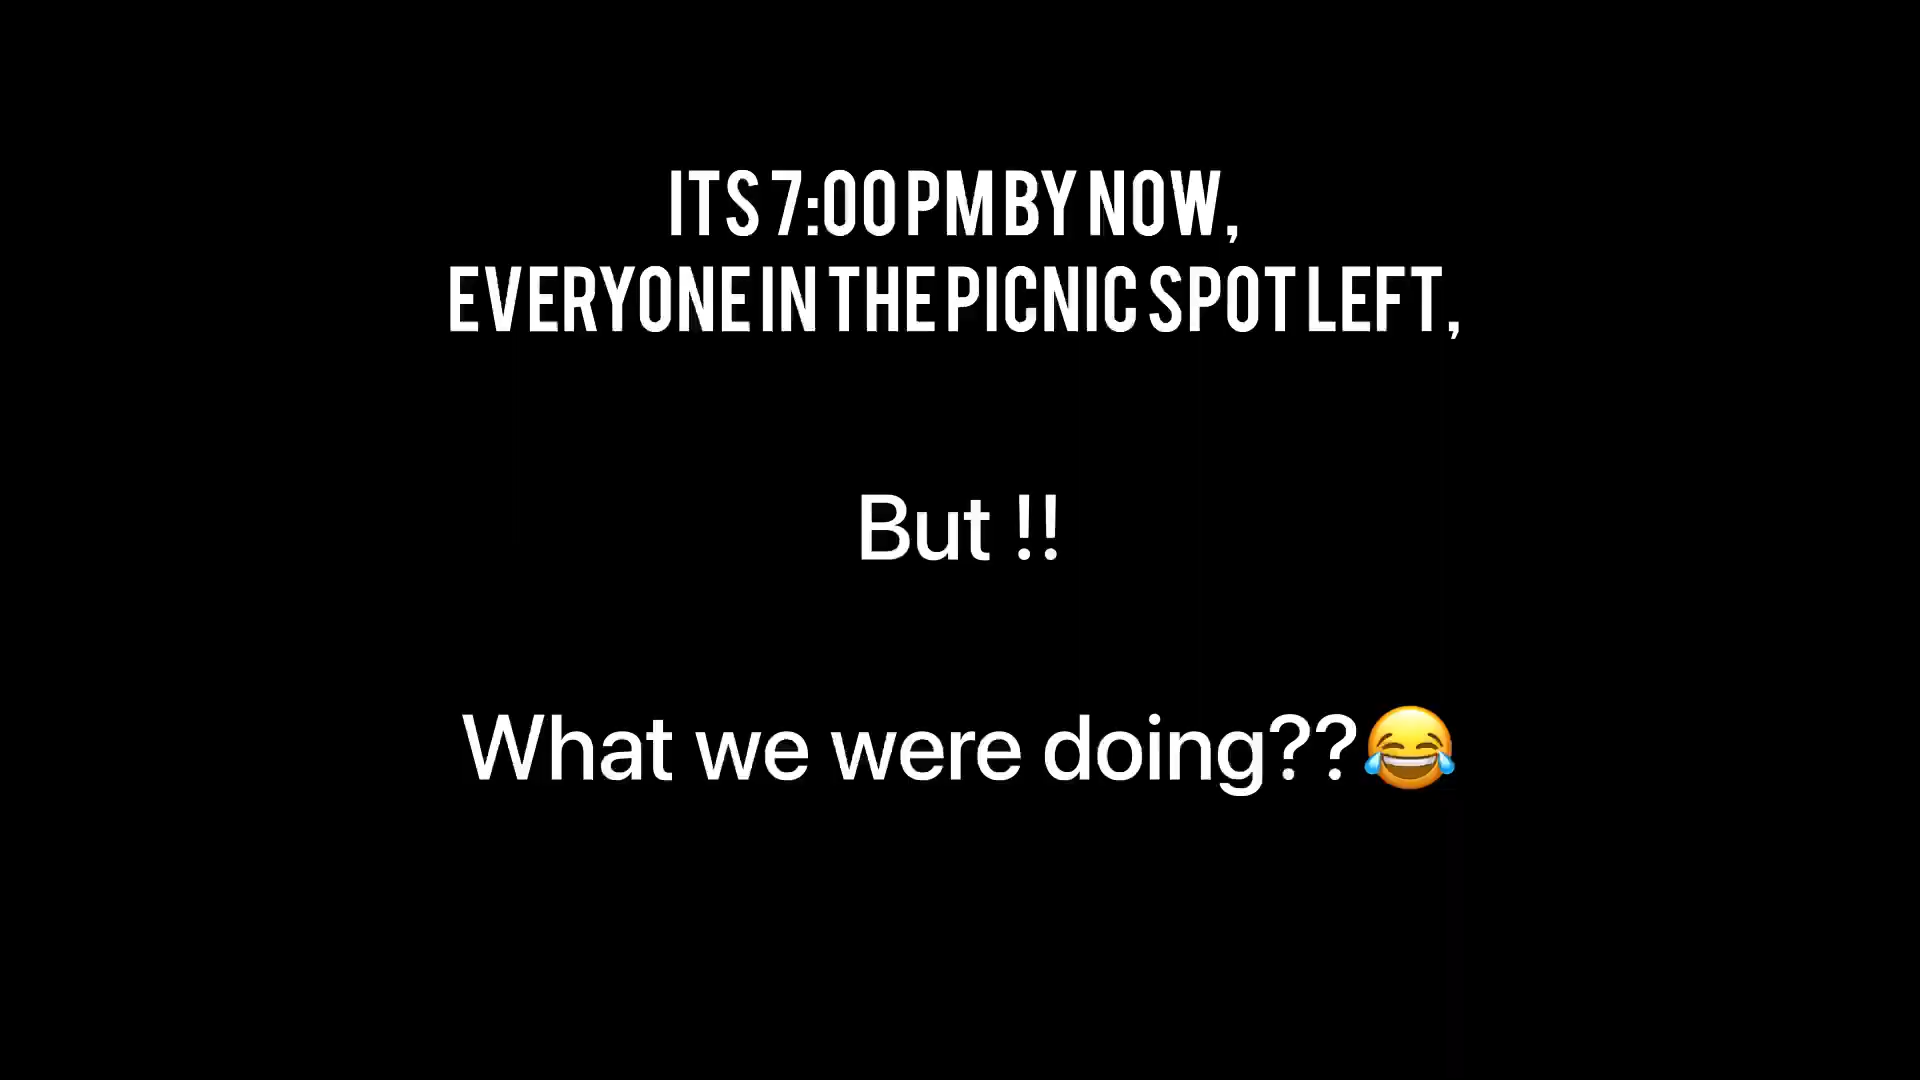 ITS 7:00 PM BY NOW,
EVERYONE IN THE PICNIC SPOT LEFT,
But !!
What we were doing??😂